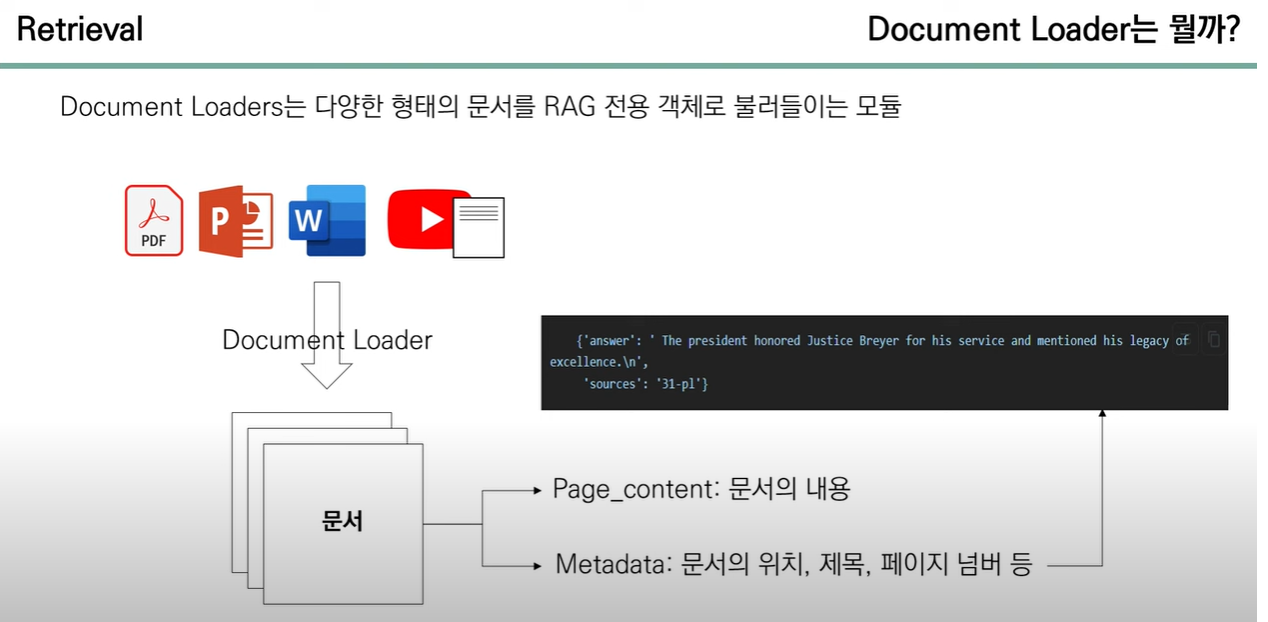 Retrieval
Document Loader는 뭘까?
Document Loaders는 다양한 형태의 문서를 RAG 전용 객체로 불러들이는 모듈
PDF
P
W
Document Loader
{'answer': ' The president honored Justice Breyer for his service and mentioned his legacy of
excellence.\n',
'sources': '31-pl'}
문서
Page_content: 문서의 내용
Metadata: 문서의 위치, 제목, 페이지 넘버 등